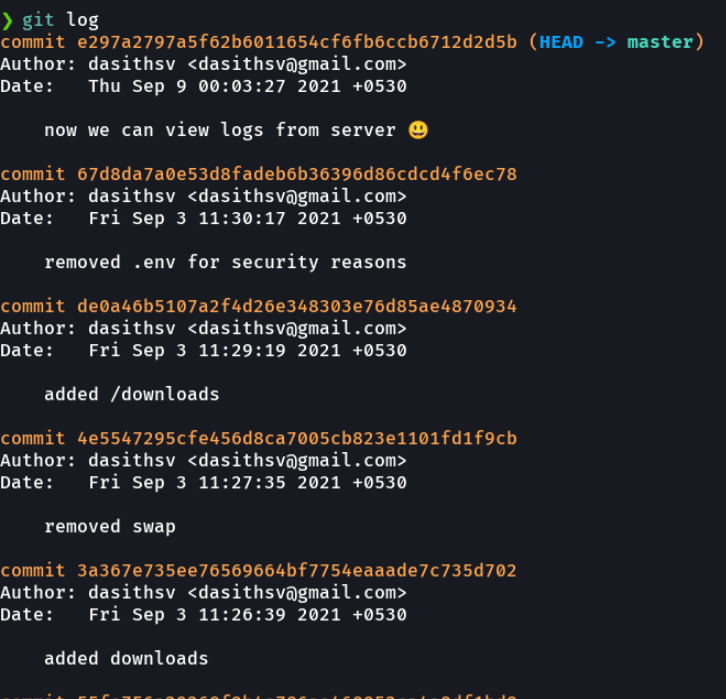 ❯ git log
commit e297a2797a5f62b6011654cf6fb6ccb6712d2d5b (HEAD -> master)
Author: dasithsv <dasithsv@gmail.com>
Date:   Thu Sep 9 00:03:27 2021 +0530
now we can view logs from server 😃
commit 67d8da7a0e53d8fadeb6b36396d86cdcd4f6ec78
Author: dasithsv <dasithsv@gmail.com>
Date:   Fri Sep 3 11:30:17 2021 +0530
removed .env for security reasons
commit de0a46b5107a2f4d26e348303e76d85ae4870934
Author: dasithsv <dasithsv@gmail.com>
Date:   Fri Sep 3 11:29:19 2021 +0530
added /downloads
commit 4e5547295cfe456d8ca7005cb823e1101fd1f9cb
Author: dasithsv <dasithsv@gmail.com>
Date:   Fri Sep 3 11:27:35 2021 +0530
removed swap
commit 3a367e735ee76569664bf7754eaaade7c735d702
Author: dasithsv <dasithsv@gmail.com>
Date:   Fri Sep 3 11:26:39 2021 +0530
added downloads